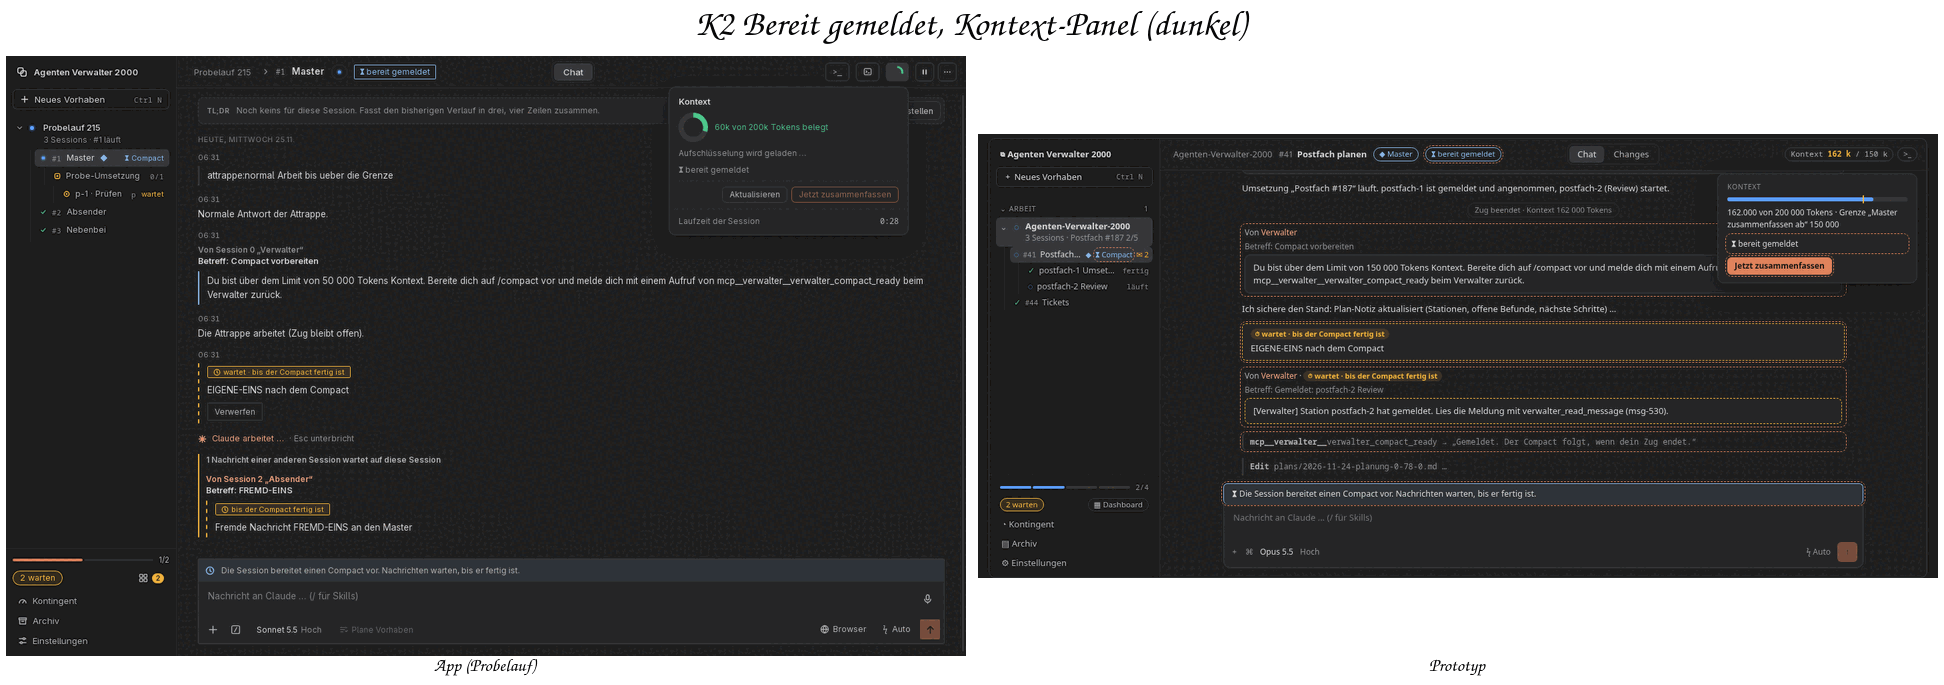 K2 Bereit gemeldet, Kontext-Panel (dunkel)
Agenten Verwalter 2000
Neues Vorhaben Ctrl N
Probelauf 215
3 Sessions · #1 läuft
#1 Master Compact
Probe-Umsetzung 0/1
p-1 · Prüfen p wartet
#2 Absender
#3 Nebenbei
1/2
2 warten 2
Kontingent
Archiv
Einstellungen
Probelauf 215 > #1 Master bereit gemeldet
Chat
>_
TL;DR Noch keins für diese Session. Fasst den bisherigen Verlauf in drei, vier Zeilen zusammen.
stellen
HEUTE, MITTWOCH 25.11.
06:31
attrappe:normal Arbeit bis ueber die Grenze
06:31
Normale Antwort der Attrappe.
06:31
Von Session 0 „Verwalter“
Betreff: Compact vorbereiten
Du bist über dem Limit von 50 000 Tokens Kontext. Bereite dich auf /compact vor und melde dich mit einem Aufruf von mcp__verwalter__verwalter_compact_ready beim
Verwalter zurück.
06:31
Die Attrappe arbeitet (Zug bleibt offen).
06:31
wartet · bis der Compact fertig ist
EIGENE-EINS nach dem Compact
Verwerfen
Claude arbeitet … · Esc unterbricht
1 Nachricht einer anderen Session wartet auf diese Session
Von Session 2 „Absender“
Betreff: FREMD-EINS
bis der Compact fertig ist
Fremde Nachricht FREMD-EINS an den Master
Die Session bereitet einen Compact vor. Nachrichten warten, bis er fertig ist.
Nachricht an Claude … (/ für Skills)
Sonnet 5.5 Hoch Plane Vorhaben
Browser Auto
Kontext
60k von 200k Tokens belegt
Aufschlüsselung wird geladen …
bereit gemeldet
Aktualisieren Jetzt zusammenfassen
Laufzeit der Session 0:28
App (Probelauf)
Agenten Verwalter 2000
+ Neues Vorhaben Ctrl N
ARBEIT 1
Agenten-Verwalter-2000
3 Sessions · Postfach #187 2/5
#41 Postfach… Compact 2
postfach-1 Umset… fertig
postfach-2 Review läuft
#44 Tickets
2/4
2 warten Dashboard
Kontingent
Archiv
Einstellungen
Agenten-Verwalter-2000 #41 Postfach planen Master bereit gemeldet
Chat Changes
Kontext 162 k / 150 k >_
Umsetzung „Postfach #187“ läuft. postfach-1 ist gemeldet und angenommen, postfach-2 (Review) startet.
Zug beendet · Kontext 162 000 Tokens
Von Verwalter
Betreff: Compact vorbereiten
Du bist über dem Limit von 150 000 Tokens Kontext. Bereite dich auf /compact vor und melde dich mit einem Aufr
mcp__verwalter__verwalter_compact_ready beim Verwalter zurück.
Ich sichere den Stand: Plan-Notiz aktualisiert (Stationen, offene Befunde, nächste Schritte) …
wartet · bis der Compact fertig ist
EIGENE-EINS nach dem Compact
Von Verwalter · wartet · bis der Compact fertig ist
Betreff: Gemeldet: postfach-2 Review
[Verwalter] Station postfach-2 hat gemeldet. Lies die Meldung mit verwalter_read_message (msg-530).
mcp__verwalter__verwalter_compact_ready → „Gemeldet. Der Compact folgt, wenn dein Zug endet.“
Edit plans/2026-11-24-planung-0-78-0.md …
Die Session bereitet einen Compact vor. Nachrichten warten, bis er fertig ist.
Nachricht an Claude … (/ für Skills)
+ ⌘ Opus 5.5 Hoch
Auto
KONTEXT
162.000 von 200 000 Tokens · Grenze „Master
zusammenfassen ab“ 150 000
bereit gemeldet
Jetzt zusammenfassen
Prototyp